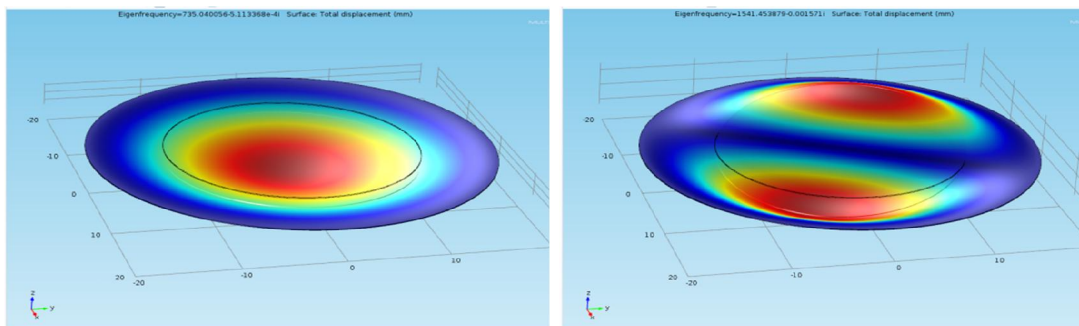 Eigenfrequency=735.040056-5.113368e-4i Surface: Total displacement (mm)
-20
-10
0
10
20
-20
-10
0
10
z
y
x
Eigenfrequency=1541.453879-0.001571i Surface: Total displacement (mm)
-20
-10
0
10
20
-20
-10
0
10
z
y